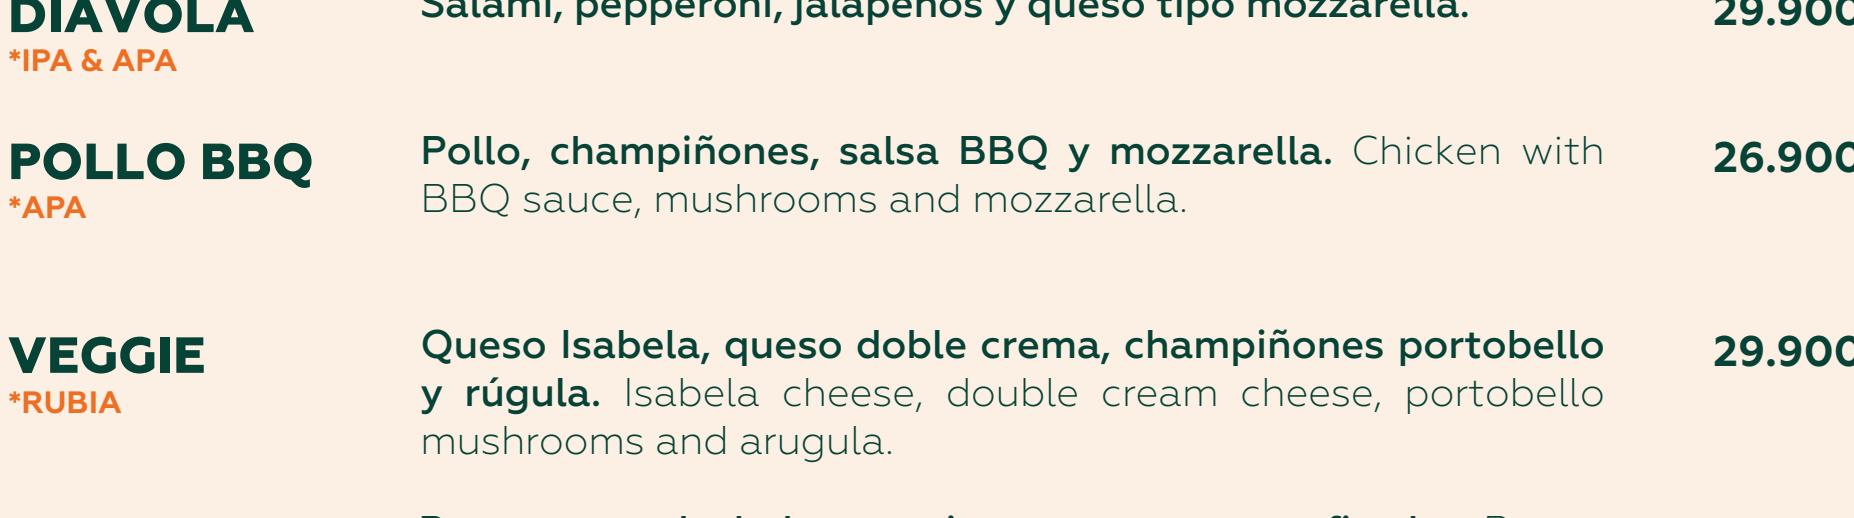 DIAVOLA
Salami, pepperoni, jalapeños y queso tipo mozzarella.
29.900
*IPA & APA
POLLO BBQ
*APA
Pollo, champiñones, salsa BBQ y mozzarella. Chicken with
BBQ sauce, mushrooms and mozzarella.
26.900
VEGGIE
*RUBIA
Queso Isabela, queso doble crema, champiñones portobello
y rúgula. Isabela cheese, double cream cheese, portobello
mushrooms and arugula.
29.900